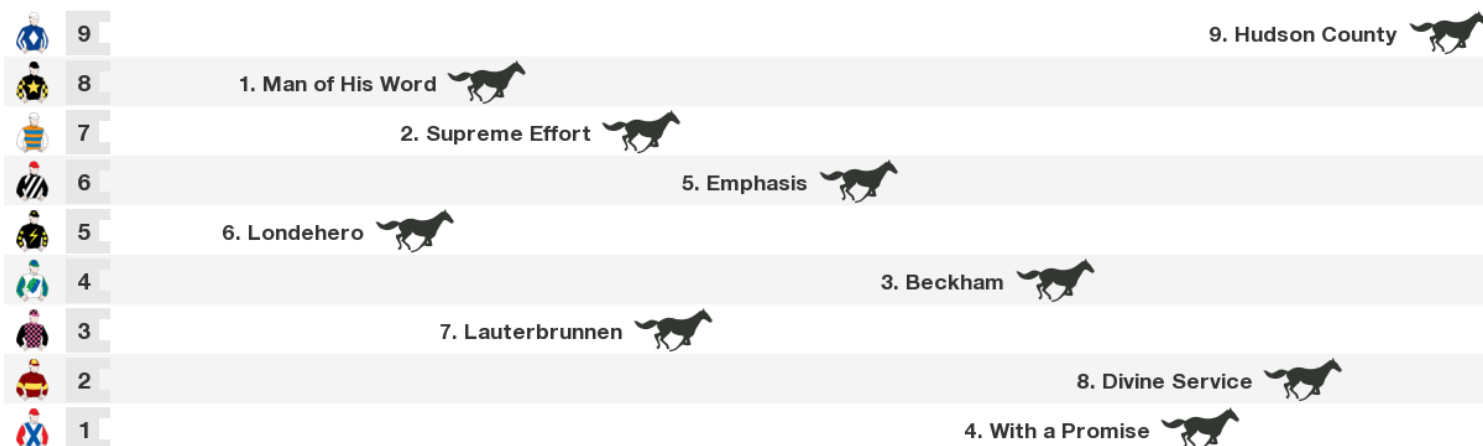 9 9. Hudson County
8 1. Man of His Word
7 2. Supreme Effort
6 5. Emphasis
5 6. Londehero
4 3. Beckham
3 7. Lauterbrunnen
2 8. Divine Service
1 4. With a Promise